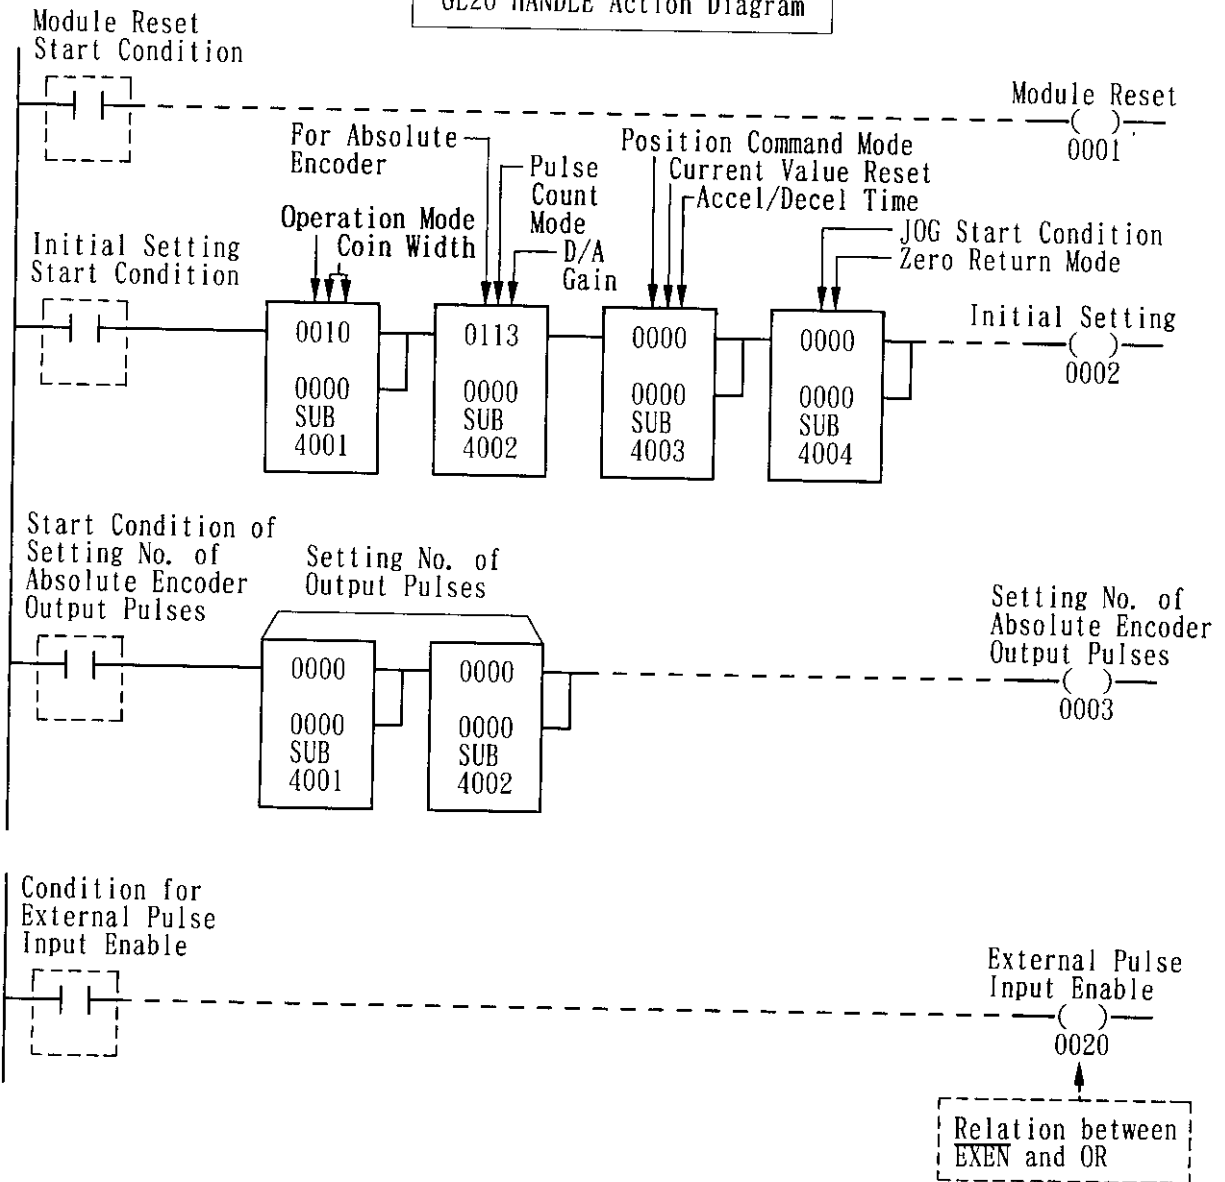 GL20 HANDLE Action Diagram
Module Reset
Start Condition
Module Reset
( )
0001
For Absolute
Encoder
Pulse
Count
Mode
D/A
Gain
Position Command Mode
Current Value Reset
Accel/Decel Time
Operation Mode
Coin Width
JOG Start Condition
Zero Return Mode
Initial Setting
Start Condition
0010
0000
SUB
4001
0113
0000
SUB
4002
0000
0000
SUB
4003
0000
0000
SUB
4004
Initial Setting
( )
0002
Start Condition of
Setting No. of
Absolute Encoder
Output Pulses
Setting No. of
Output Pulses
0000
0000
SUB
4001
0000
0000
SUB
4002
Setting No. of
Absolute Encoder
Output Pulses
( )
0003
Condition for
External Pulse
Input Enable
External Pulse
Input Enable
( )
0020
Relation between
EXEN and OR